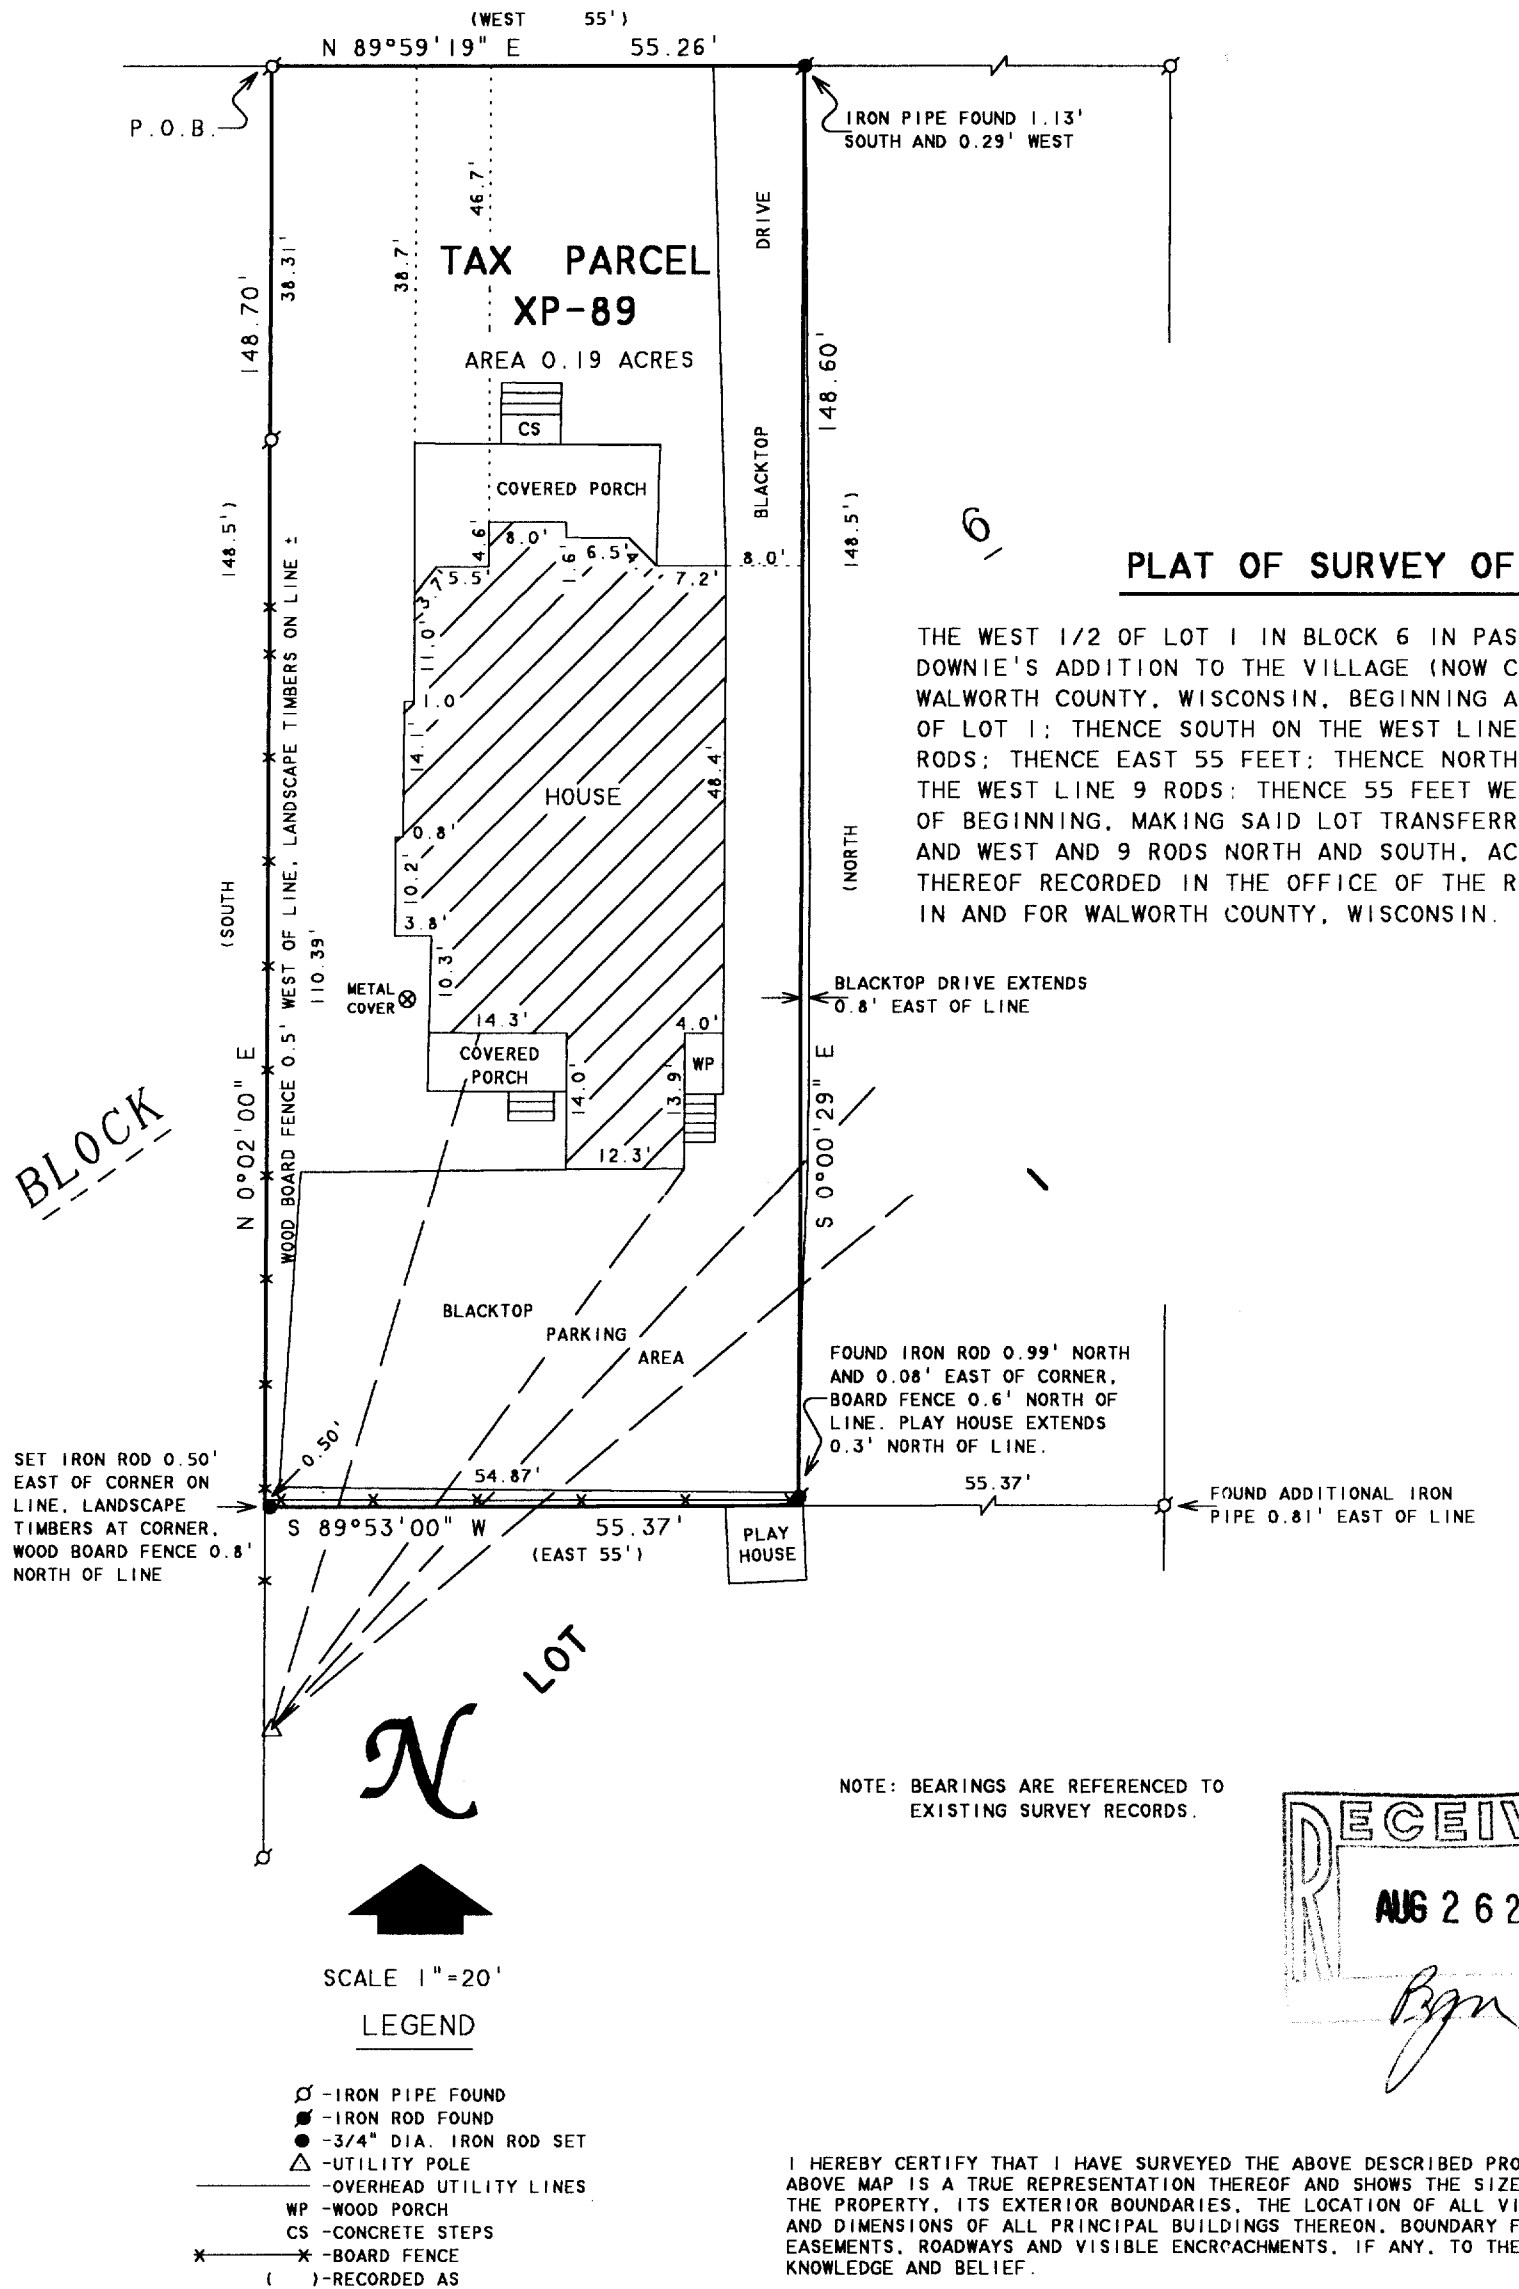 (WEST 55')
N 89°59'19" E 55.26'
P.O.B.
IRON PIPE FOUND 1.13'
SOUTH AND 0.29' WEST
148.70'
38.31'
38.7'
46.7'
DRIVE
TAX PARCEL
XP-89
AREA 0.19 ACRES
148.60'
CS
COVERED PORCH
BLACKTOP
148.5')
148.5')
6
4.6'
8.0'
1.6'
6.5'
4.
8.0'
5.5'
3.7'
7.2'
11.0'
1.0
14.1'
HOUSE
48.4'
0.8'
10.2'
3.8'
10.3'
(SOUTH
(NORTH
WOOD BOARD FENCE 0.5' WEST OF LINE, LANDSCAPE TIMBERS ON LINE ±
110.39'
PLAT OF SURVEY OF
THE WEST 1/2 OF LOT 1 IN BLOCK 6 IN PAS
DOWNIE'S ADDITION TO THE VILLAGE (NOW C
WALWORTH COUNTY, WISCONSIN, BEGINNING A
OF LOT 1; THENCE SOUTH ON THE WEST LINE
RODS; THENCE EAST 55 FEET; THENCE NORTH
THE WEST LINE 9 RODS; THENCE 55 FEET WE
OF BEGINNING, MAKING SAID LOT TRANSFERR
AND WEST AND 9 RODS NORTH AND SOUTH, AC
THEREOF RECORDED IN THE OFFICE OF THE R
IN AND FOR WALWORTH COUNTY, WISCONSIN.
METAL
COVER
BLACKTOP DRIVE EXTENDS
0.8' EAST OF LINE
14.3'
4.0'
COVERED
PORCH
WP
14.0'
13.9'
12.3'
N 0°02'00" E
S 0°00'29" E
BLOCK
1
BLACKTOP
PARKING
AREA
FOUND IRON ROD 0.99' NORTH
AND 0.08' EAST OF CORNER,
BOARD FENCE 0.6' NORTH OF
LINE. PLAY HOUSE EXTENDS
0.3' NORTH OF LINE.
SET IRON ROD 0.50'
EAST OF CORNER ON
LINE, LANDSCAPE
TIMBERS AT CORNER,
WOOD BOARD FENCE 0.8'
NORTH OF LINE
0.50'
54.87'
55.37'
FOUND ADDITIONAL IRON
PIPE 0.81' EAST OF LINE
S 89°53'00" W 55.37'
(EAST 55')
PLAY
HOUSE
LOT
N
NOTE: BEARINGS ARE REFERENCED TO
EXISTING SURVEY RECORDS.
RECEIV
AUG 26 2
SCALE 1"=20'
LEGEND
-IRON PIPE FOUND
-IRON ROD FOUND
-3/4" DIA. IRON ROD SET
-UTILITY POLE
-OVERHEAD UTILITY LINES
WP -WOOD PORCH
CS -CONCRETE STEPS
-BOARD FENCE
( )-RECORDED AS
I HEREBY CERTIFY THAT I HAVE SURVEYED THE ABOVE DESCRIBED PRO
ABOVE MAP IS A TRUE REPRESENTATION THEREOF AND SHOWS THE SIZE
THE PROPERTY, ITS EXTERIOR BOUNDARIES, THE LOCATION OF ALL VI
AND DIMENSIONS OF ALL PRINCIPAL BUILDINGS THEREON, BOUNDARY F
EASEMENTS, ROADWAYS AND VISIBLE ENCROACHMENTS, IF ANY, TO THE
KNOWLEDGE AND BELIEF.